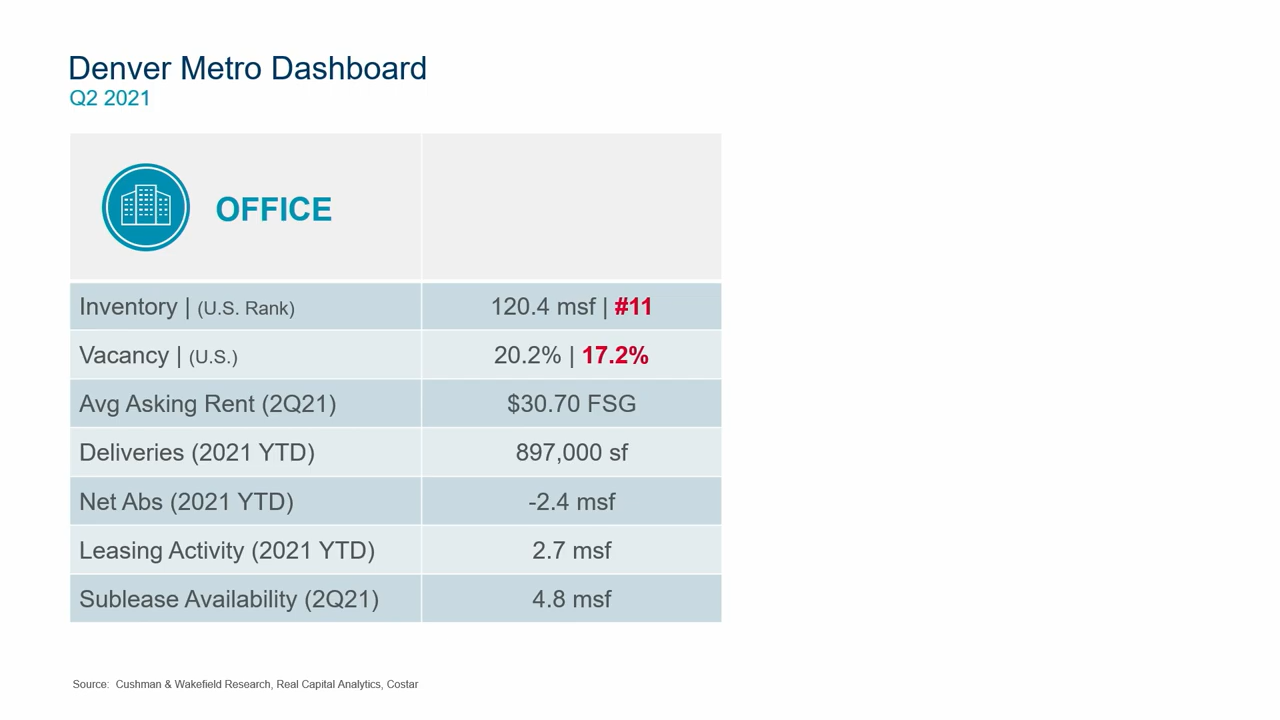 Denver Metro Dashboard
Q2 2021
OFFICE
Inventory | (U.S. Rank) 120.4 msf | #11
Vacancy | (U.S.) 20.2% | 17.2%
Avg Asking Rent (2Q21) $30.70 FSG
Deliveries (2021 YTD) 897,000 sf
Net Abs (2021 YTD) -2.4 msf
Leasing Activity (2021 YTD) 2.7 msf
Sublease Availability (2Q21) 4.8 msf
Source: Cushman & Wakefield Research, Real Capital Analytics, Costar